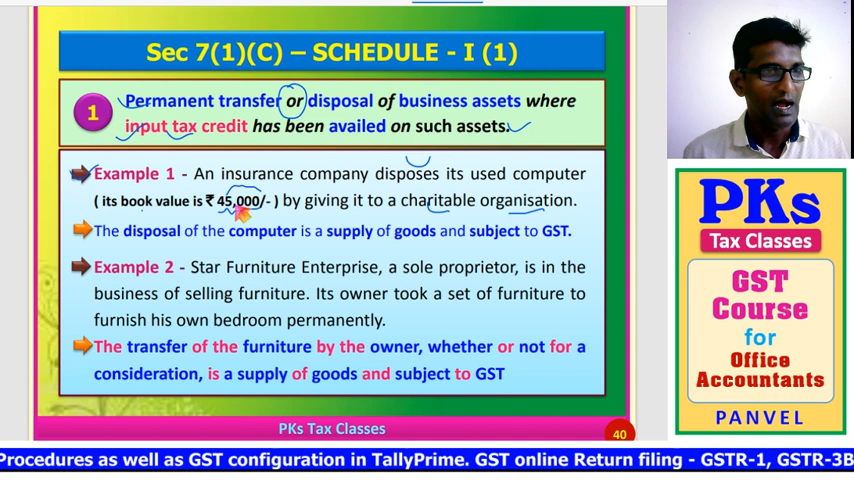 Sec 7(1)(C) – SCHEDULE - I (1)
1
Permanent transfer or disposal of business assets where
input tax credit has been availed on such assets.
Example 1 - An insurance company disposes its used computer
( its book value is ₹ 45,000/- ) by giving it to a charitable organisation.
The disposal of the computer is a supply of goods and subject to GST.
Example 2 - Star Furniture Enterprise, a sole proprietor, is in the
business of selling furniture. Its owner took a set of furniture to
furnish his own bedroom permanently.
The transfer of the furniture by the owner, whether or not for a
consideration, is a supply of goods and subject to GST
PKs Tax Classes
40
PKs
Tax Classes
GST
Course
for
Office
Accountants
PANVEL
Procedures as well as GST configuration in TallyPrime. GST online Return filing - GSTR-1, GSTR-3B